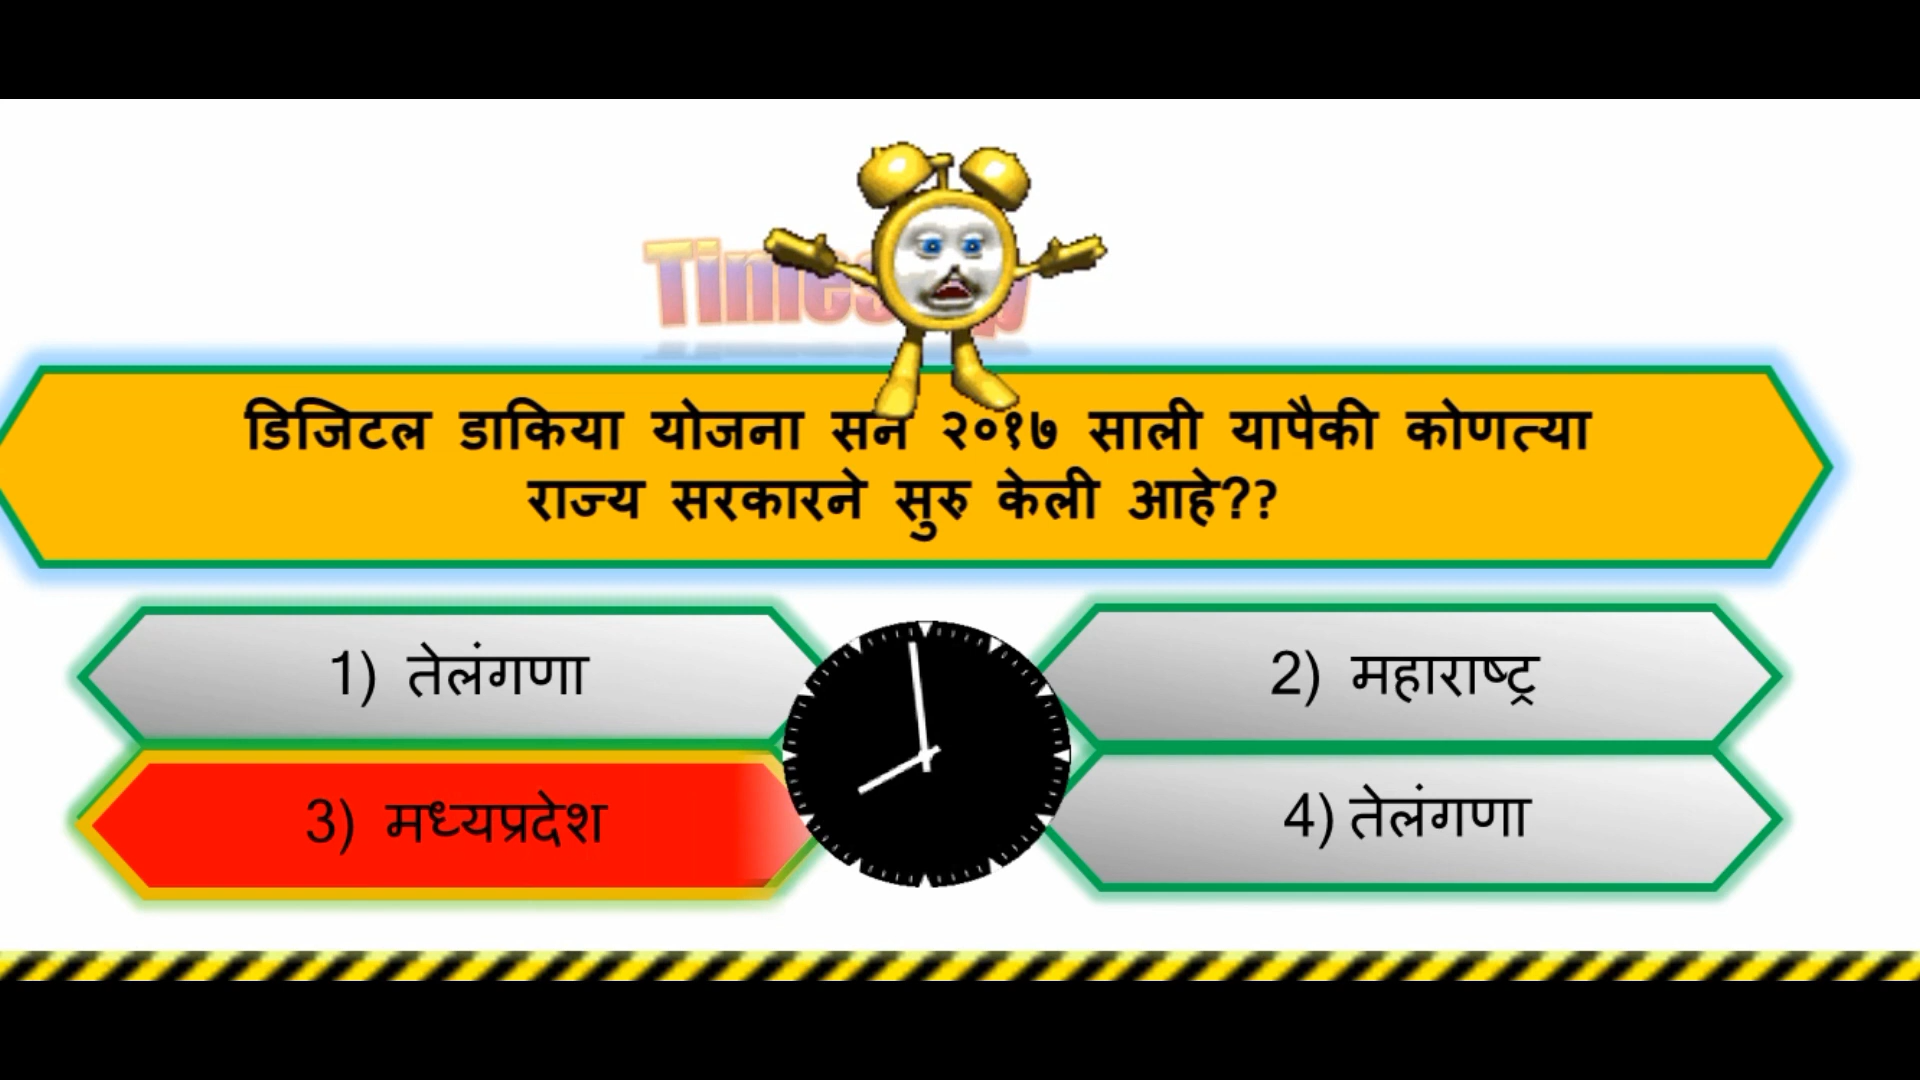 डिजिटल डाकिया योजना सन २०१७ साली यापैकी कोणत्या
राज्य सरकारने सुरु केली आहे??
1) तेलंगणा
2) महाराष्ट्र
3) मध्यप्रदेश
4) तेलंगणा